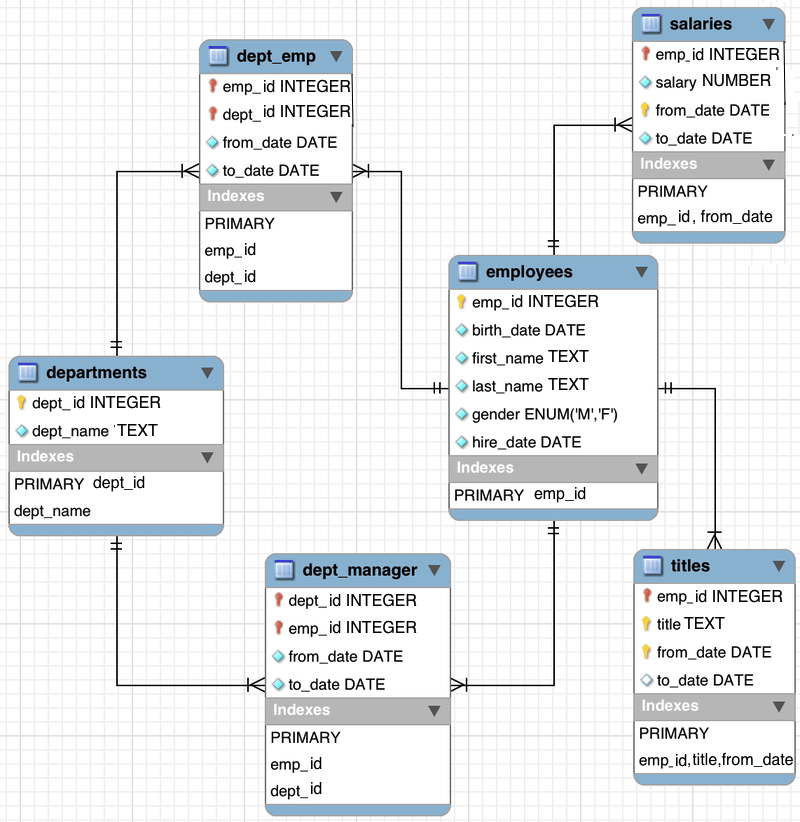 dept_emp
emp_id INTEGER
dept_id INTEGER
from_date DATE
to_date DATE
Indexes
PRIMARY
emp_id
dept_id
salaries
emp_id INTEGER
salary NUMBER
from_date DATE
to_date DATE
Indexes
PRIMARY
emp_id, from_date
employees
emp_id INTEGER
birth_date DATE
first_name TEXT
last_name TEXT
gender ENUM('M','F')
hire_date DATE
Indexes
PRIMARY emp_id
departments
dept_id INTEGER
dept_name TEXT
Indexes
PRIMARY dept_id
dept_name
dept_manager
dept_id INTEGER
emp_id INTEGER
from_date DATE
to_date DATE
Indexes
PRIMARY
emp_id
dept_id
titles
emp_id INTEGER
title TEXT
from_date DATE
to_date DATE
Indexes
PRIMARY
emp_id,title,from_date